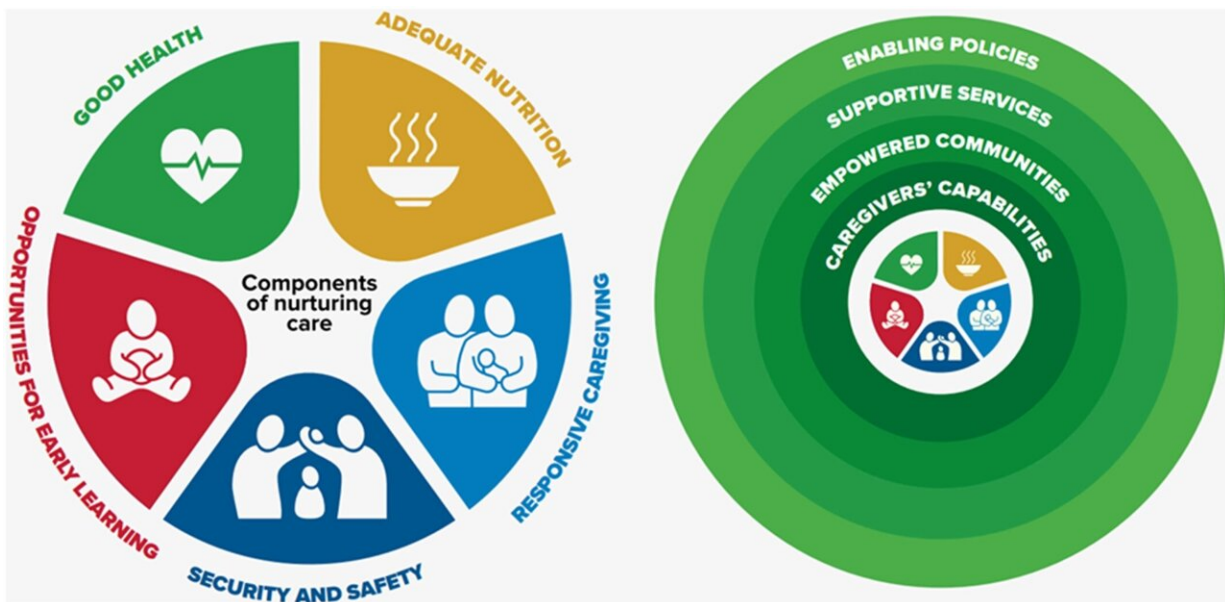 GOOD HEALTH
ADEQUATE NUTRITION
OPPORTUNITIES FOR EARLY LEARNING
Components
of nurturing
care
RESPONSIVE CAREGIVING
SECURITY AND SAFETY
ENABLING POLICIES
SUPPORTIVE SERVICES
EMPOWERED COMMUNITIES
CAREGIVERS' CAPABILITIES